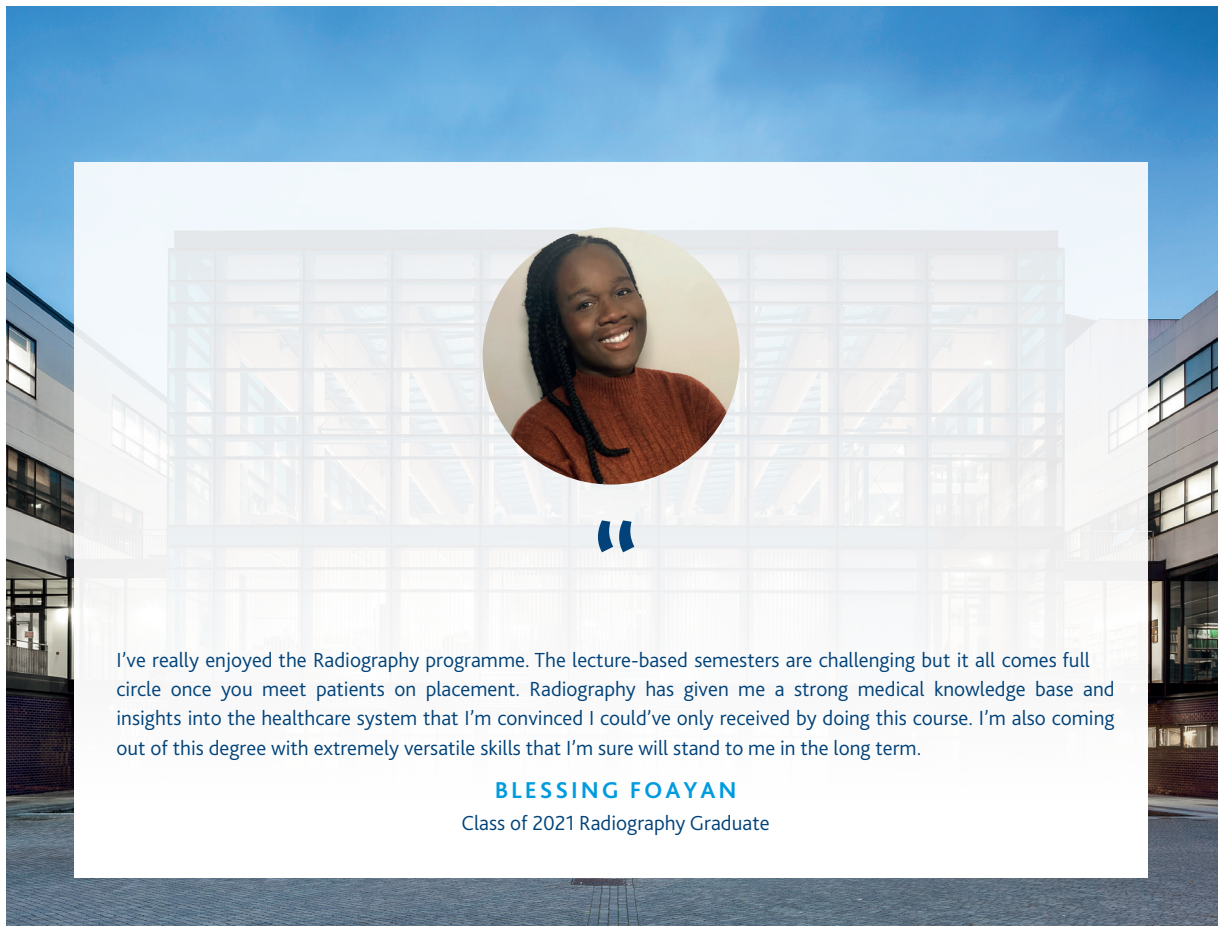 “
I’ve really enjoyed the Radiography programme. The lecture-based semesters are challenging but it all comes full
circle once you meet patients on placement. Radiography has given me a strong medical knowledge base and
insights into the healthcare system that I’m convinced I could’ve only received by doing this course. I’m also coming
out of this degree with extremely versatile skills that I’m sure will stand to me in the long term.
BLESSING FOAYAN
Class of 2021 Radiography Graduate